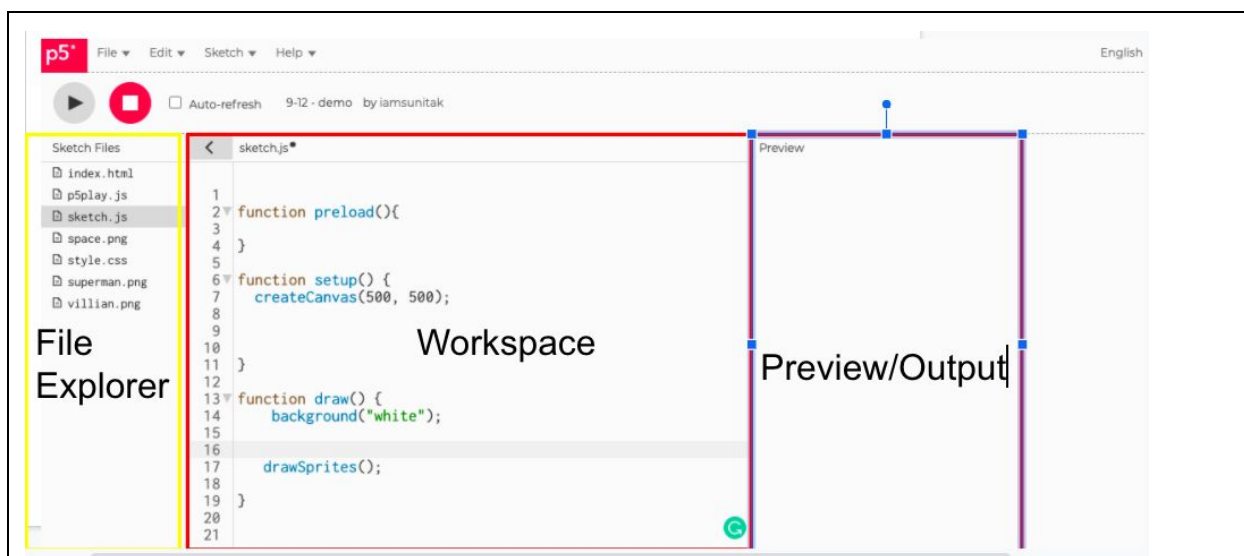 p5* File Edit Sketch Help English
Auto-refresh 9-12 - demo by iamsunitak
Sketch Files
index.html
p5play.js
sketch.js
space.png
style.css
superman.png
villian.png
File
Explorer
sketch.js
1
2 function preload(){
3
4 }
5
6 function setup() {
7 createCanvas(500, 500);
8
9
10
11 }
12
13 function draw() {
14 background("white");
15
16
17 drawSprites();
18
19 }
20
21
Workspace
Preview
Preview/Output